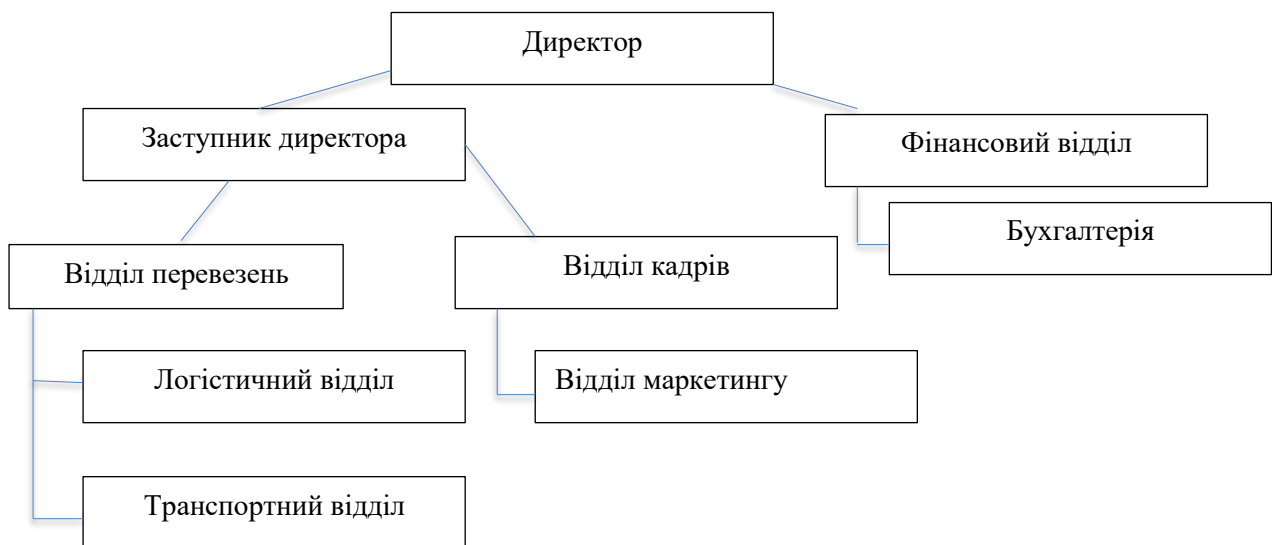 Директор
Заступник директора
Фінансовий відділ
Бухгалтерія
Відділ перевезень
Відділ кадрів
Логістичний відділ
Відділ маркетингу
Транспортний відділ